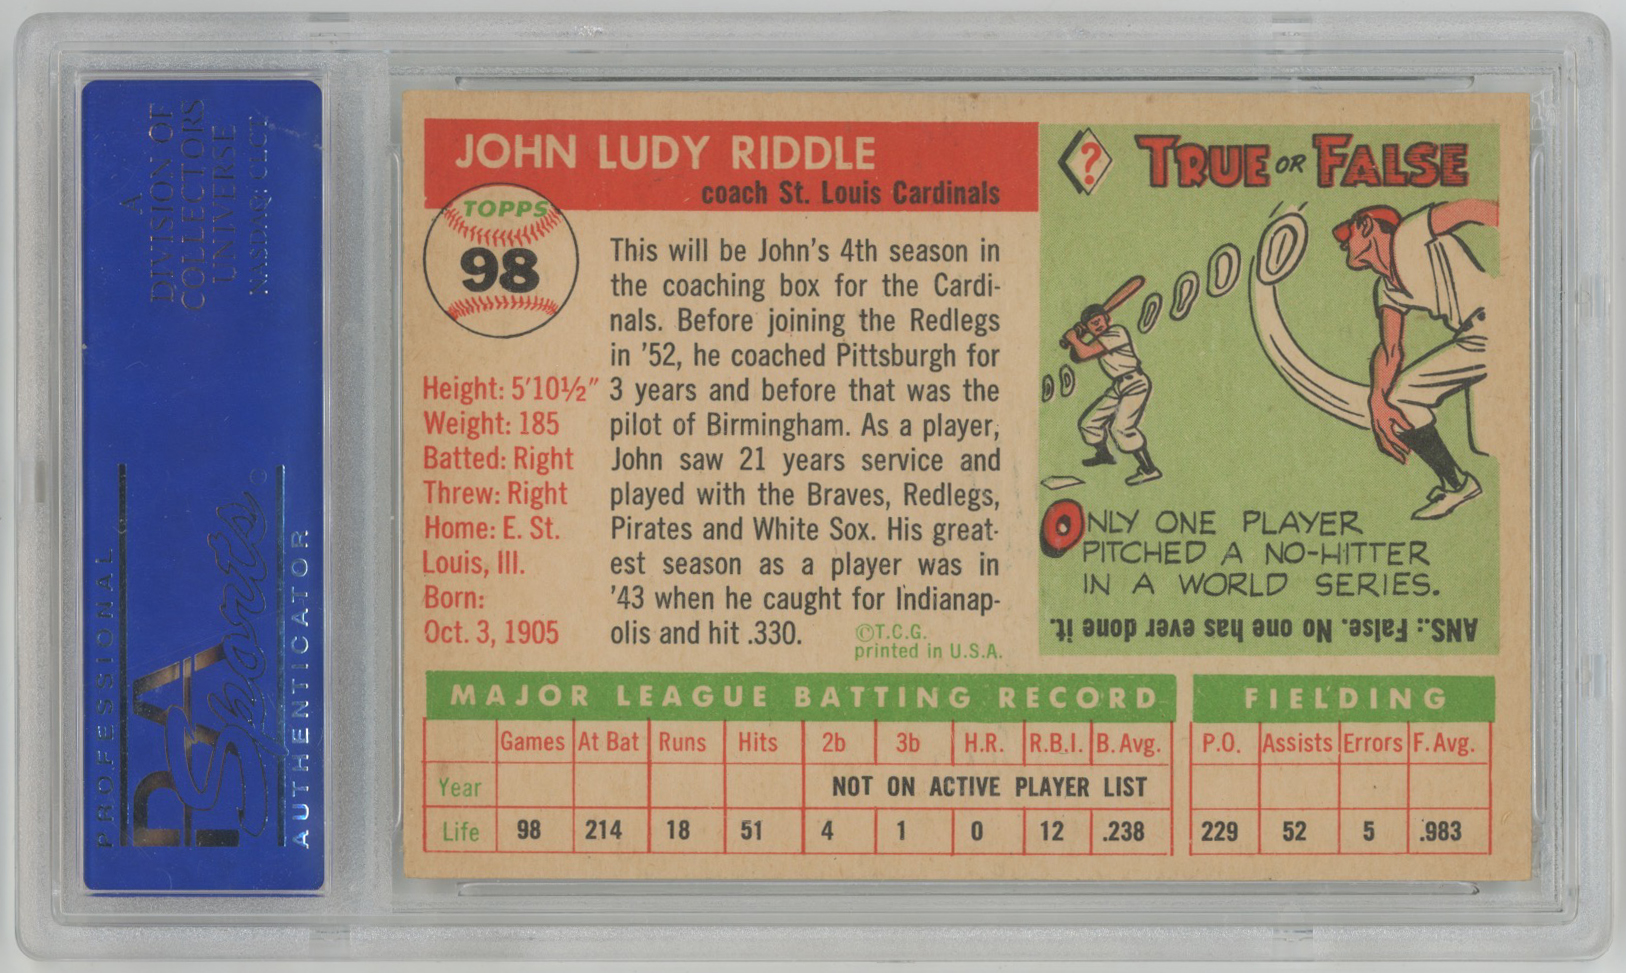 A
DIVISION OF
COLLECTORS
UNIVERSE
NASDAQ: CLCT
PROFESSIONAL
PSA
Sports
AUTHENTICATOR
JOHN LUDY RIDDLE
coach St. Louis Cardinals
TOPPS
98
Height: 5'10½"
Weight: 185
Batted: Right
Threw: Right
Home: E. St.
Louis, Ill.
Born:
Oct. 3, 1905
This will be John's 4th season in
the coaching box for the Cardi-
nals. Before joining the Redlegs
in '52, he coached Pittsburgh for
3 years and before that was the
pilot of Birmingham. As a player,
John saw 21 years service and
played with the Braves, Redlegs,
Pirates and White Sox. His great-
est season as a player was in
'43 when he caught for Indianap-
olis and hit .330.
©T.C.G.
printed in U.S.A.
?
TRUE OR FALSE
ONLY ONE PLAYER
PITCHED A NO-HITTER
IN A WORLD SERIES.
ANS.: False. No one has ever done it.
MAJOR LEAGUE BATTING RECORD
FIELDING
Games At Bat Runs Hits 2b 3b H.R. R.B.I. B. Avg. P.O. Assists Errors F. Avg.
Year NOT ON ACTIVE PLAYER LIST
Life 98 214 18 51 4 1 0 12 .238 229 52 5 .983